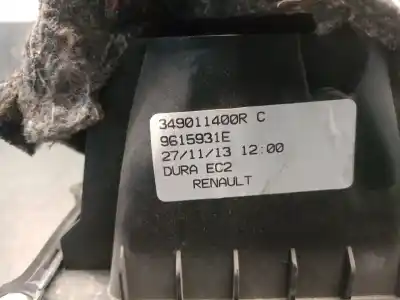 349011400R C
9615931E
27/11/13 12:00
DURA EC2
RENAULT